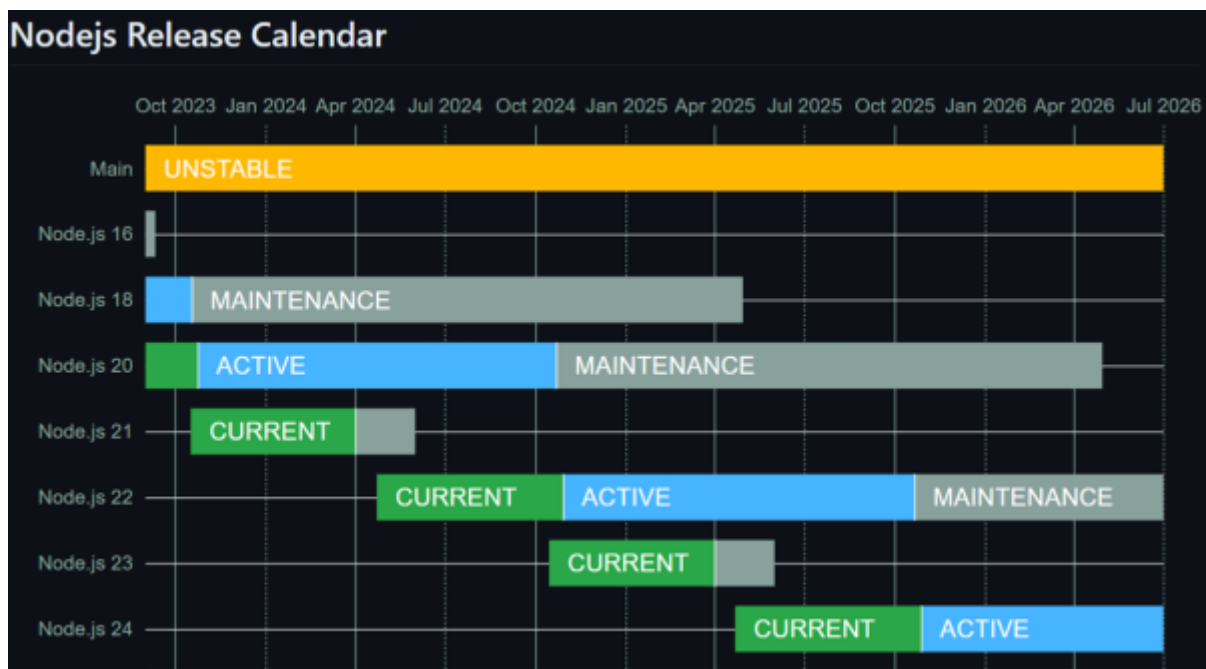 Nodejs Release Calendar
Oct 2023 Jan 2024 Apr 2024 Jul 2024 Oct 2024 Jan 2025 Apr 2025 Jul 2025 Oct 2025 Jan 2026 Apr 2026 Jul 2026
Main UNSTABLE
Node.js 16
Node.js 18 MAINTENANCE
Node.js 20 ACTIVE MAINTENANCE
Node.js 21 CURRENT
Node.js 22 CURRENT ACTIVE MAINTENANCE
Node.js 23 CURRENT
Node.js 24 CURRENT ACTIVE